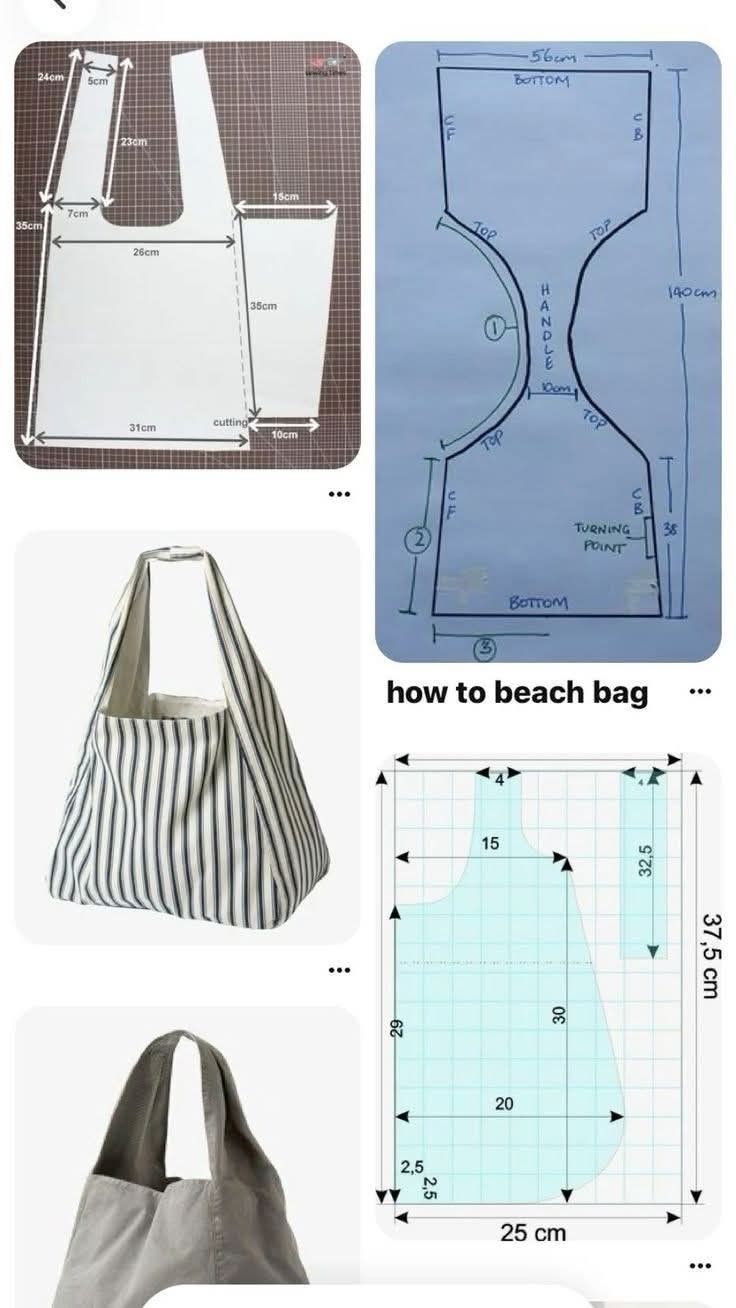 24cm
5cm
sewing times
23cm
7cm
15cm
35cm
26cm
35cm
31cm
cutting
10cm
56cm
BOTTOM
CF
CB
TOP
TOP
HANDLE
140cm
1
10cm
TOP
TOP
CF
CB
2
TURNING
POINT
38
BOTTOM
3
how to beach bag
4
4
15
32,5
37,5 cm
29
30
20
2,5
2,5
25 cm